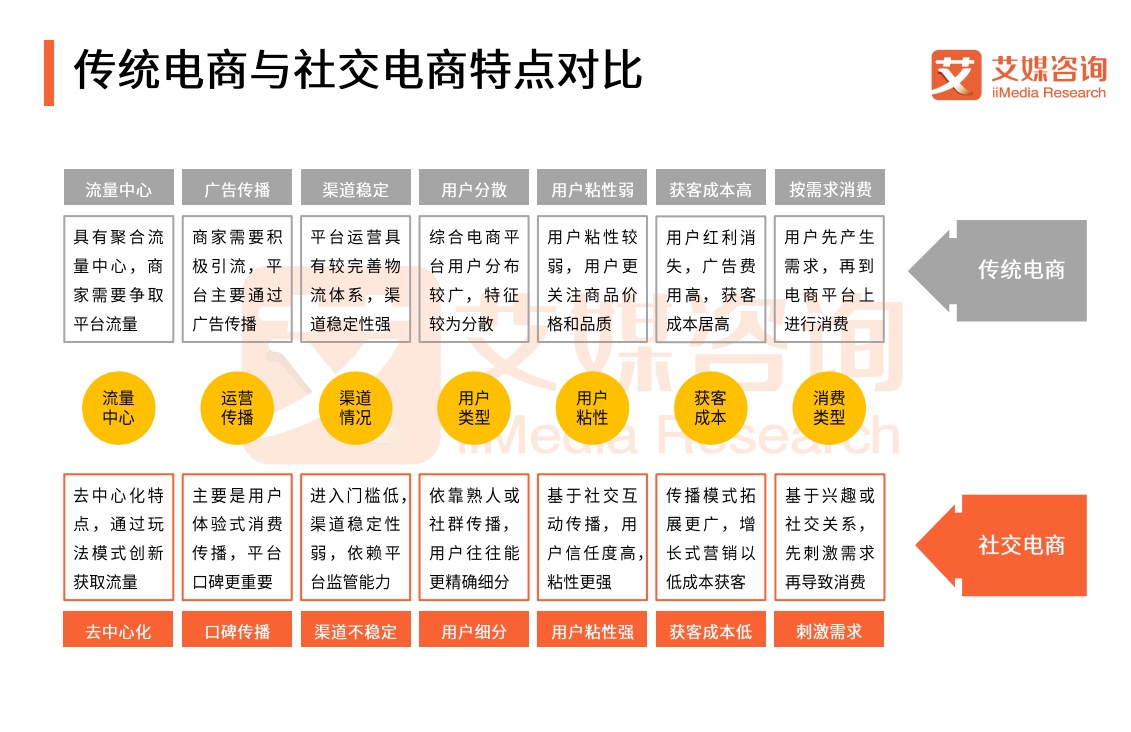 传统电商与社交电商特点对比
艾媒咨询
iiMedia Research
流量中心
广告传播
渠道稳定
用户分散
用户粘性弱
获客成本高
按需求消费
具有聚合流
量中心，商
家需要争取
平台流量
商家需要积
极引流，平
台主要通过
广告传播
平台运营具
有较完善物
流体系，渠
道稳定性强
综合电商平
台用户分布
较广，特征
较为分散
用户粘性较
弱，用户更
关注商品价
格和品质
用户红利消
失，广告费
用高，获客
成本居高
用户先产生
需求，再到
电商平台上
进行消费
传统电商
艾媒咨询
iiMedia Research
流量
中心
运营
传播
渠道
情况
用户
类型
用户
粘性
获客
成本
消费
类型
去中心化特
点，通过玩
法模式创新
获取流量
主要是用户
体验式消费
传播，平台
口碑更重要
进入门槛低，
渠道稳定性
弱，依赖平
台监管能力
依靠熟人或
社群传播，
用户往往能
更精确细分
基于社交互
动传播，用
户信任度高，
粘性更强
传播模式拓
展更广，增
长式营销以
低成本获客
基于兴趣或
社交关系，
先刺激需求
再导致消费
社交电商
去中心化
口碑传播
渠道不稳定
用户细分
用户粘性强
获客成本低
刺激需求